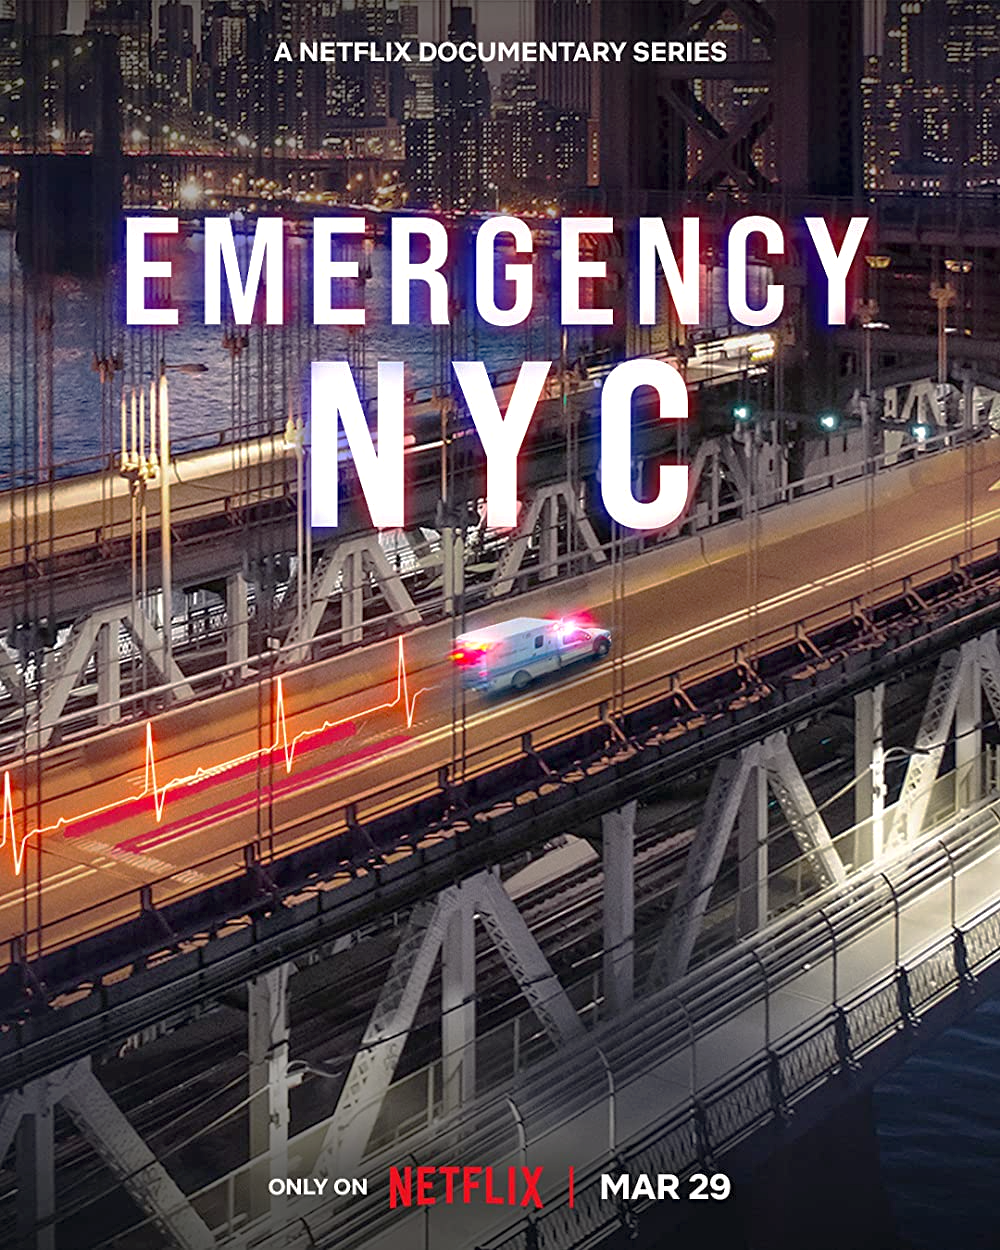 A NETFLIX DOCUMENTARY SERIES
EMERGENCY
NYC
ONLY ON NETFLIX | MAR 29